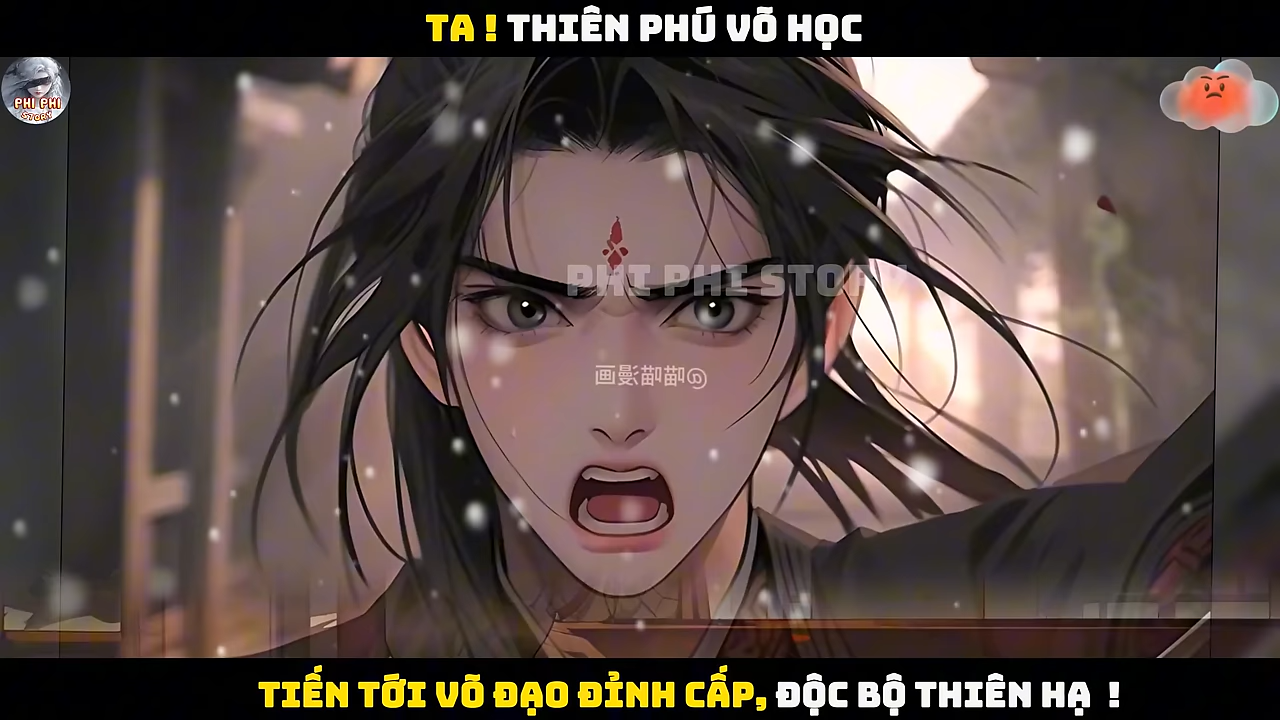 TA ! THIÊN PHÚ VÕ HỌC
PHI PHI
STORY
PHI PHI STORY
@喵喵漫画
TIẾN TỚI VÕ ĐẠO ĐỈNH CẤP, ĐỘC BỘ THIÊN HẠ !